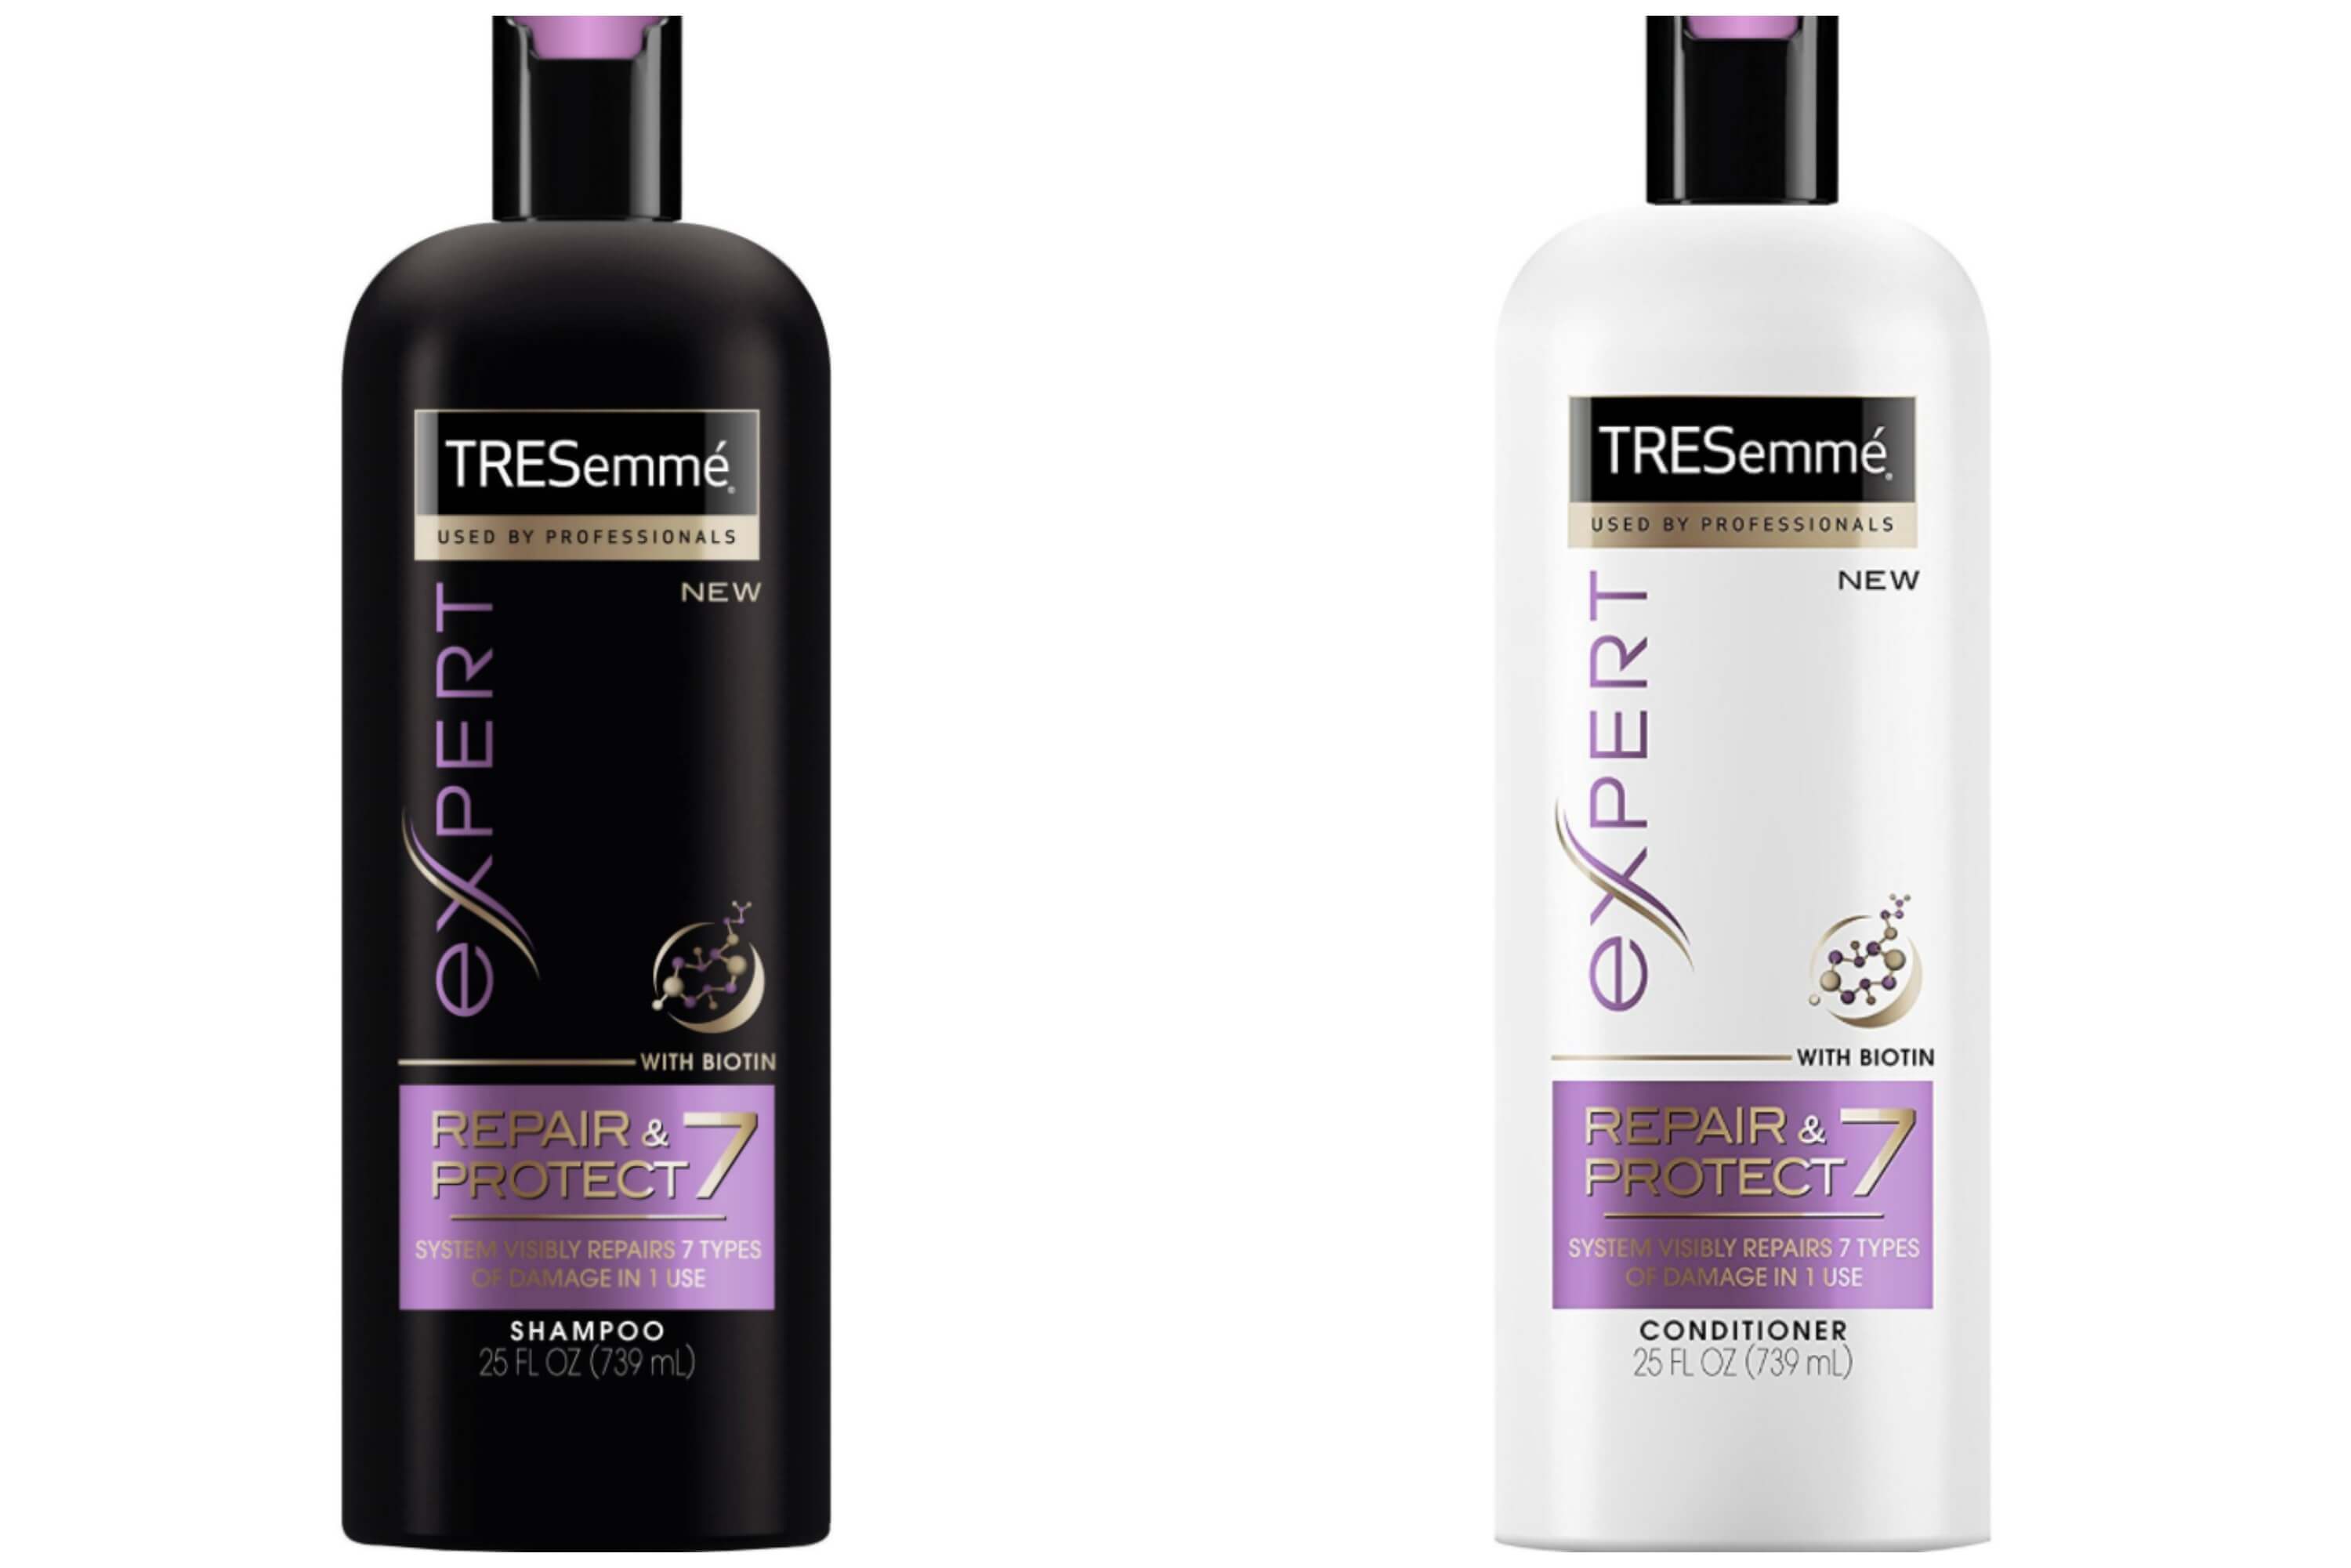 TRESemmé®
USED BY PROFESSIONALS
NEW
eXPERT
WITH BIOTIN
REPAIR &
PROTECT 7
SYSTEM VISIBLY REPAIRS 7 TYPES
OF DAMAGE IN 1 USE
SHAMPOO
25 FL OZ (739 mL)
TRESemmé®
USED BY PROFESSIONALS
NEW
eXPERT
WITH BIOTIN
REPAIR &
PROTECT 7
SYSTEM VISIBLY REPAIRS 7 TYPES
OF DAMAGE IN 1 USE
CONDITIONER
25 FL OZ (739 mL)